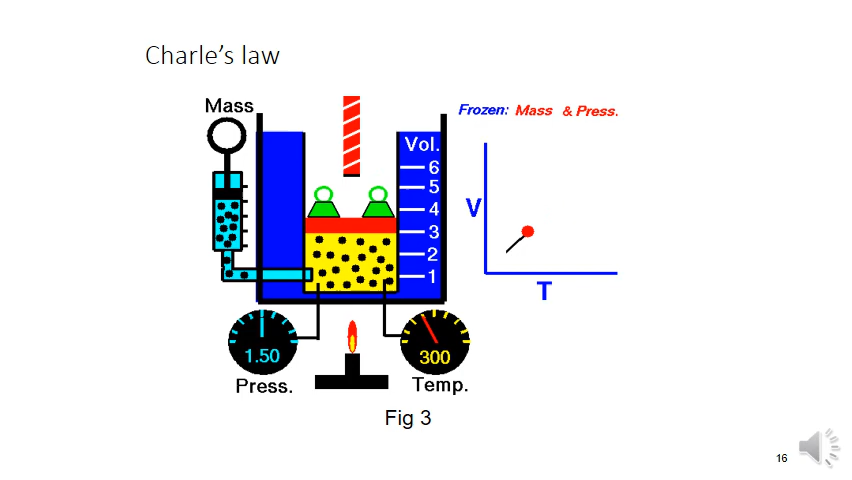 Charle’s law
Mass
Frozen: Mass & Press.
Vol.
6
5
4
3
2
1
V
T
1.50
300
Press.
Temp.
Fig 3
16